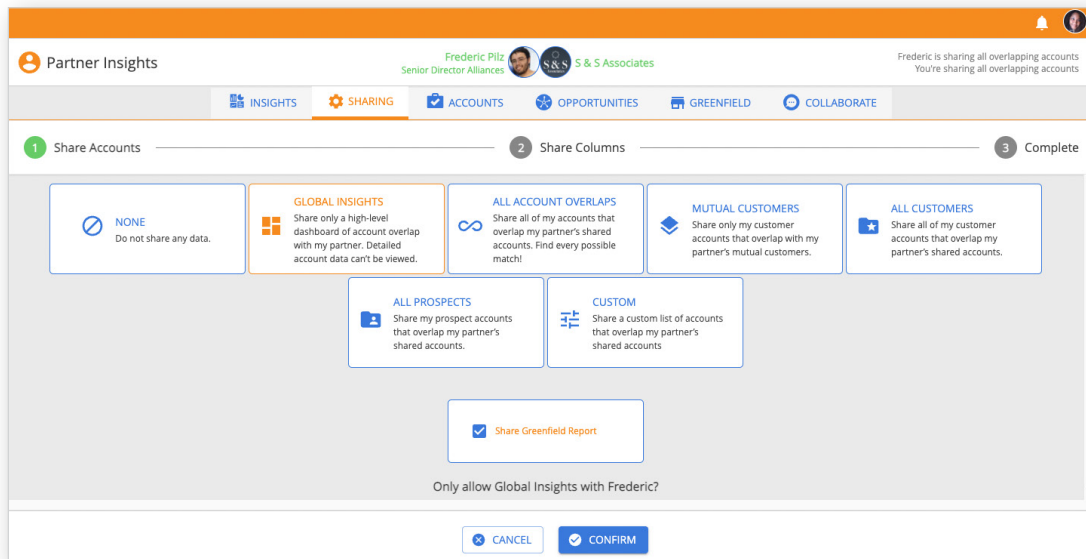 Partner Insights
Frederic Pilz
Senior Director Alliances
S & S
S & S Associates
Frederic is sharing all overlapping accounts
You're sharing all overlapping accounts
INSIGHTS
SHARING
ACCOUNTS
OPPORTUNITIES
GREENFIELD
COLLABORATE
1 Share Accounts
2 Share Columns
3 Complete
NONE
Do not share any data.
GLOBAL INSIGHTS
Share only a high-level
dashboard of account overlap
with my partner. Detailed
account data can't be viewed.
ALL ACCOUNT OVERLAPS
Share all of my accounts that
overlap my partner's shared
accounts. Find every possible
match!
MUTUAL CUSTOMERS
Share only my customer
accounts that overlap with my
partner's mutual customers.
ALL CUSTOMERS
Share all of my customer
accounts that overlap my
partner's shared accounts.
ALL PROSPECTS
Share my prospect accounts
that overlap my partner's
shared accounts.
CUSTOM
Share a custom list of accounts
that overlap my partner's
shared accounts
Share Greenfield Report
Only allow Global Insights with Frederic?
CANCEL
CONFIRM